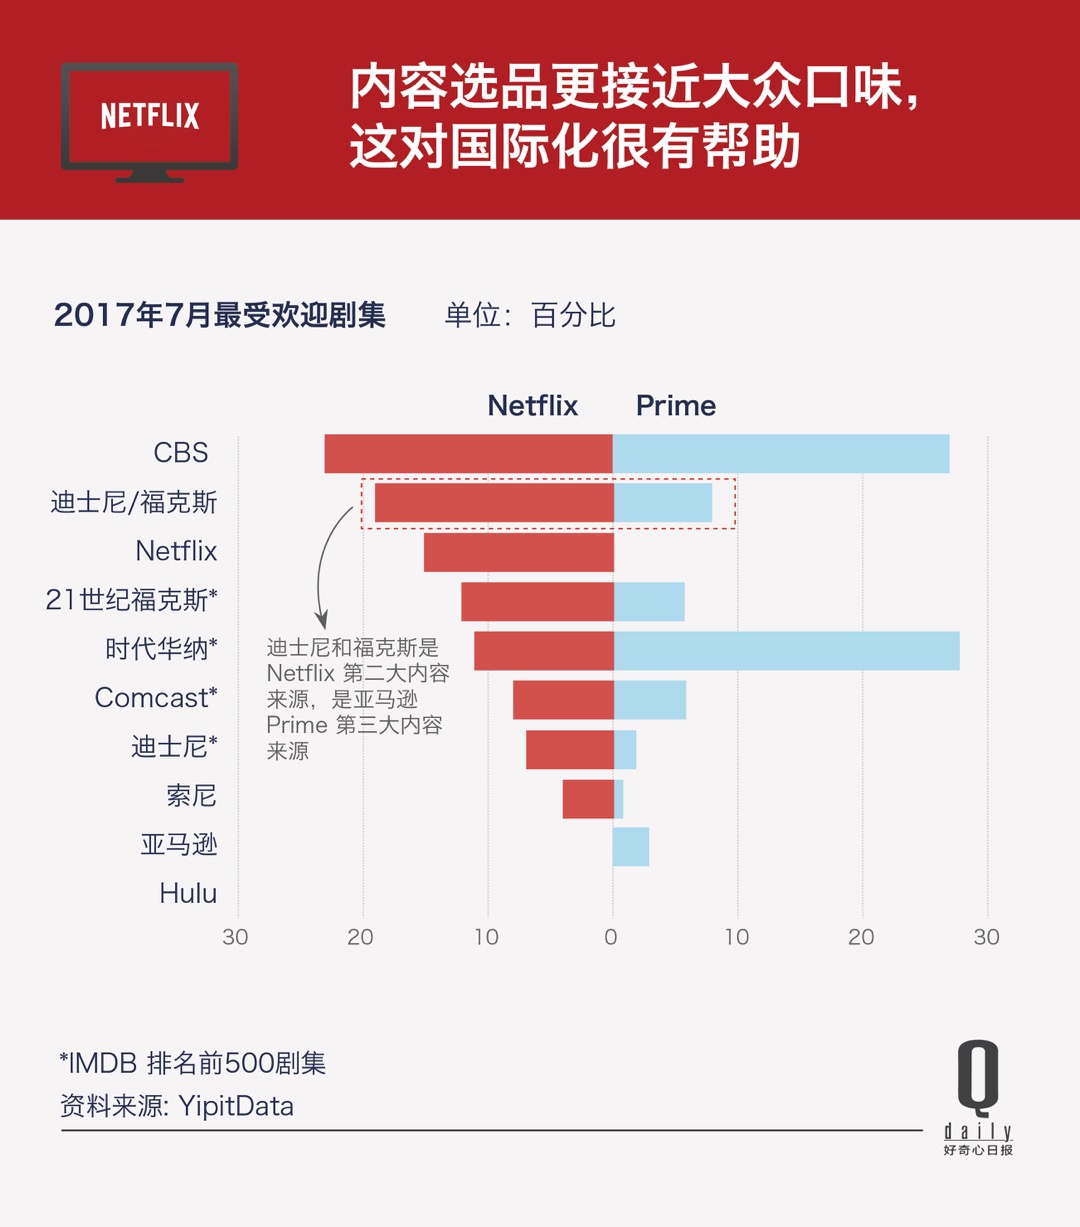 NETFLIX
内容选品更接近大众口味，
这对国际化很有帮助
2017年7月最受欢迎剧集 单位：百分比
Netflix Prime
CBS
迪士尼/福克斯
Netflix
21世纪福克斯*
时代华纳*
Comcast*
迪士尼*
索尼
亚马逊
Hulu
迪士尼和福克斯是
Netflix 第二大内容
来源，是亚马逊
Prime 第三大内容
来源
30 20 10 0 10 20 30
*IMDB 排名前500剧集
资料来源: YipitData
Q
daily
好奇心日报